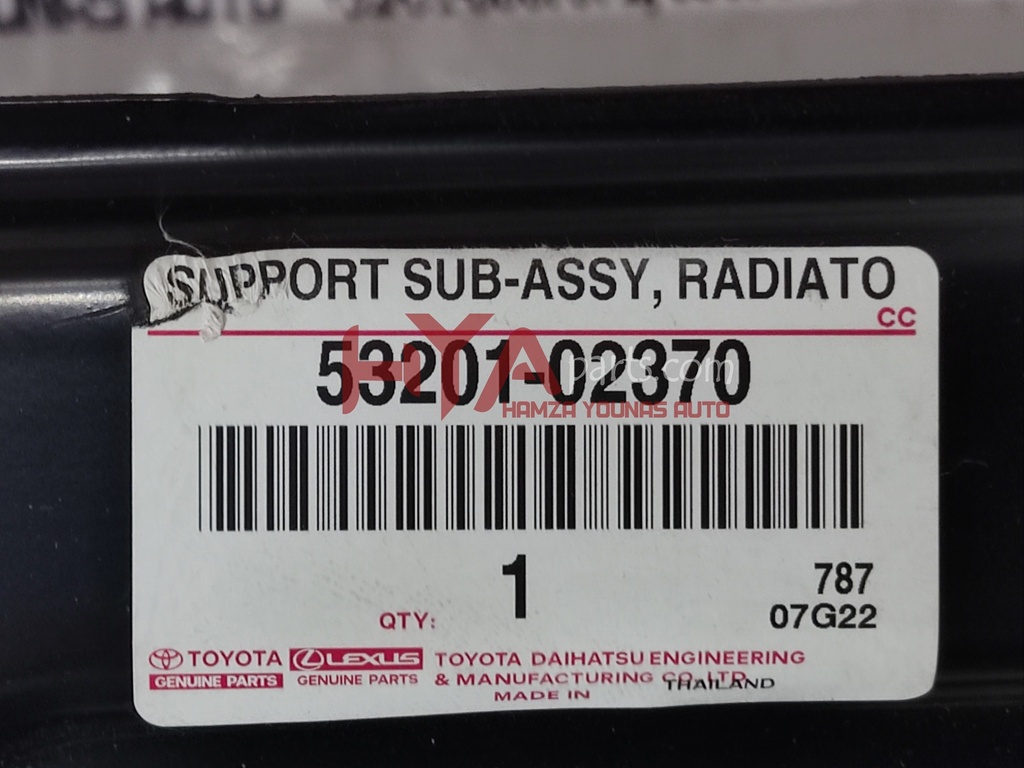 SUPPORT SUB-ASSY, RADIATO
CC
53201-02370
HYA parts.com
HAMZA YOUNAS AUTO
1
QTY:
787
07G22
TOYOTA
GENUINE PARTS
LEXUS
GENUINE PARTS
TOYOTA DAIHATSU ENGINEERING
& MANUFACTURING CO.,LTD.
MADE IN THAILAND